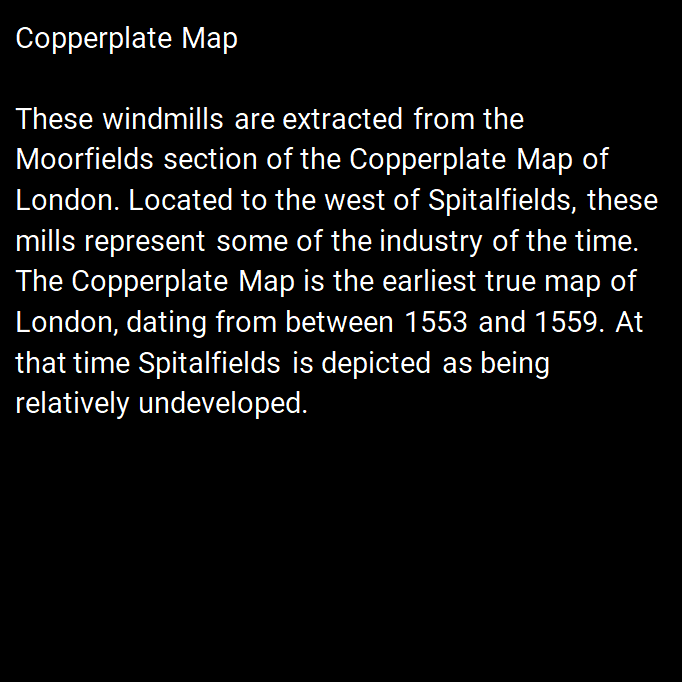 Copperplate Map
These windmills are extracted from the
Moorfields section of the Copperplate Map of
London. Located to the west of Spitalfields, these
mills represent some of the industry of the time.
The Copperplate Map is the earliest true map of
London, dating from between 1553 and 1559. At
that time Spitalfields is depicted as being
relatively undeveloped.